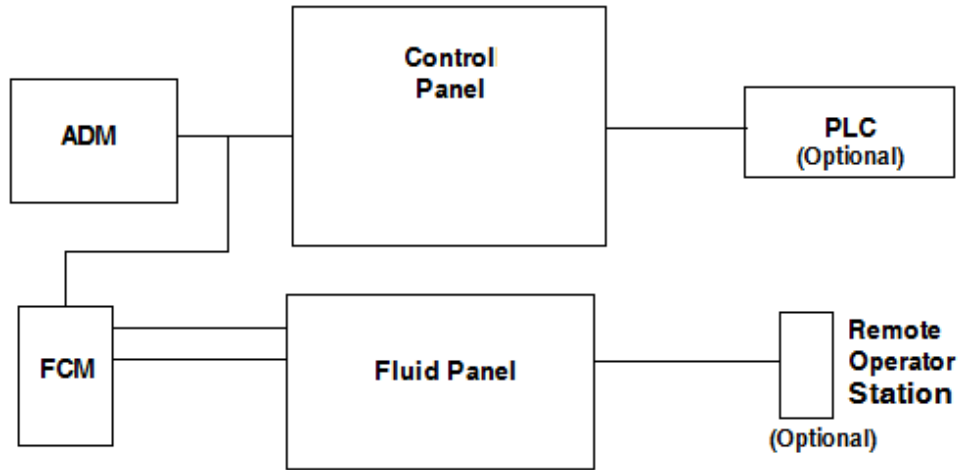 Control
Panel
ADM
PLC
(Optional)
FCM
Fluid Panel
Remote
Operator
Station
(Optional)